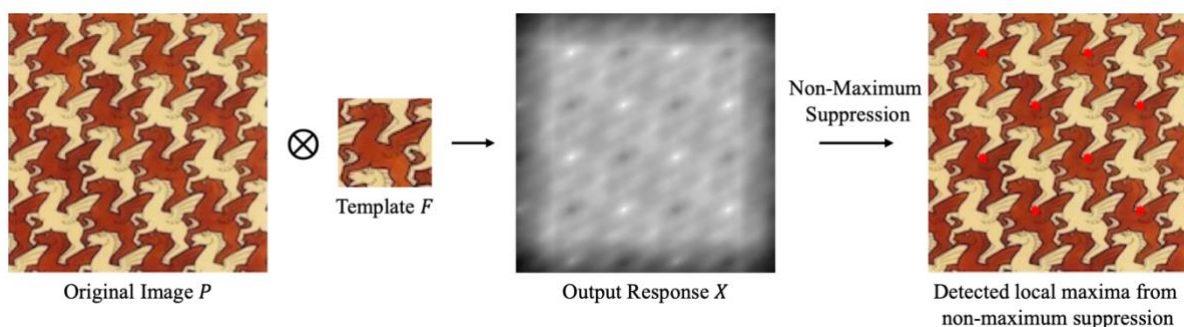 Non-Maximum
Suppression
Template F
Original Image P
Output Response X
Detected local maxima from
non-maximum suppression